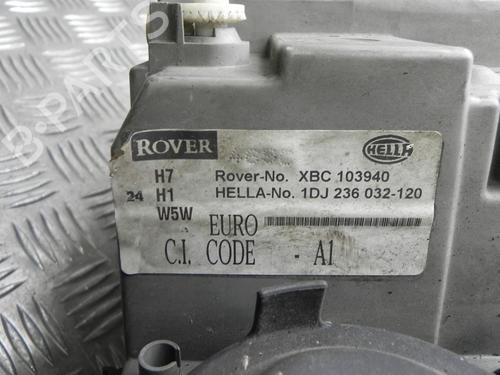 B-PARTS
ROVER
HELLA
H7 Rover-No. XBC 103940
24 H1 HELLA-No. 1DJ 236 032-120
W5W
EURO
C.I. CODE - A1